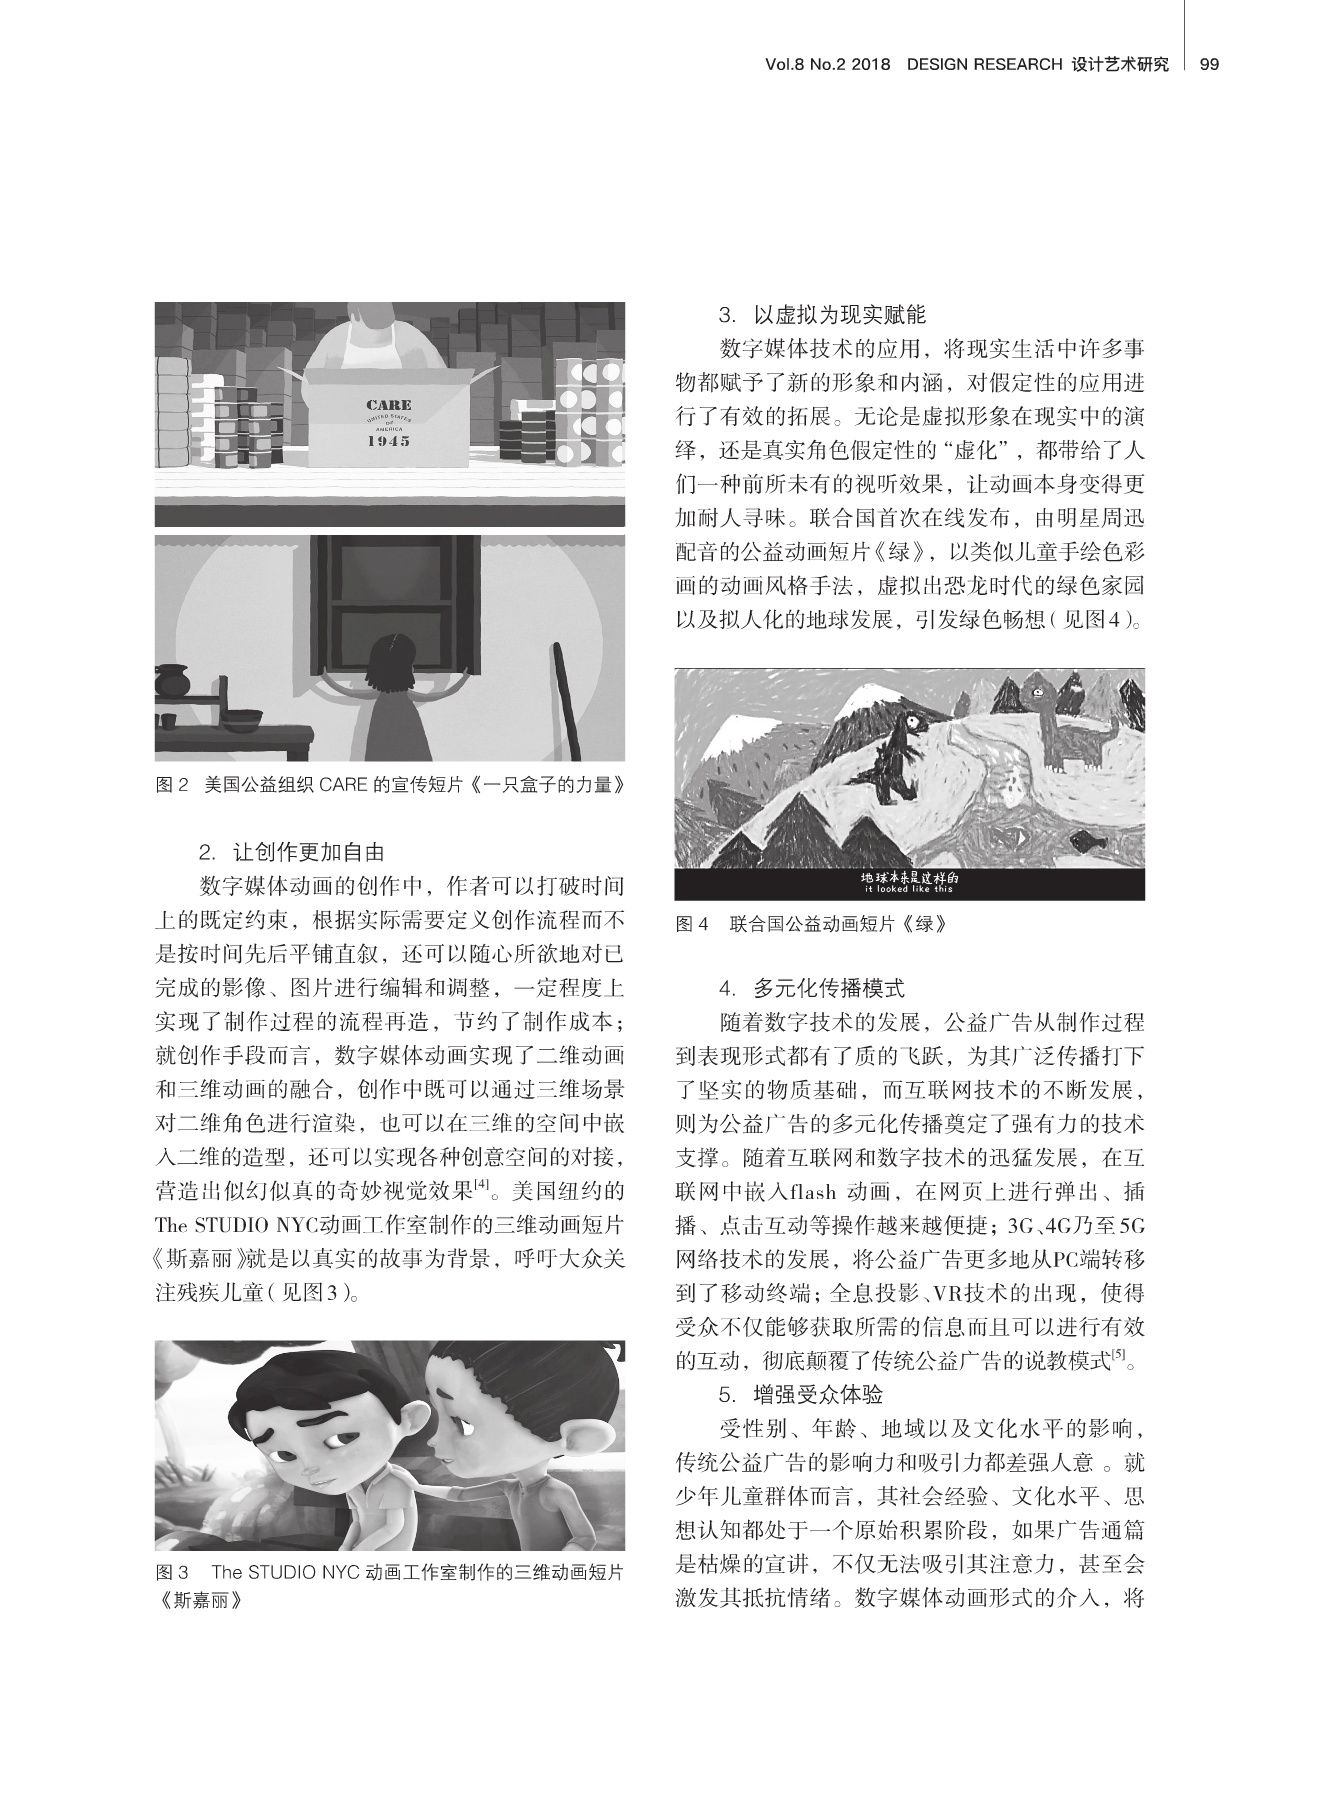 Vol.8 No.2 2018 DESIGN RESEARCH 设计艺术研究 99
CARE
UNITED STATES
OF
AMERICA
1945
图 2 美国公益组织 CARE 的宣传短片《一只盒子的力量》
2. 让创作更加自由
数字媒体动画的创作中，作者可以打破时间
上的既定约束，根据实际需要定义创作流程而不
是按时间先后平铺直叙，还可以随心所欲地对已
完成的影像、图片进行编辑和调整，一定程度上
实现了制作过程的流程再造，节约了制作成本；
就创作手段而言，数字媒体动画实现了二维动画
和三维动画的融合，创作中既可以通过三维场景
对二维角色进行渲染，也可以在三维的空间中嵌
入二维的造型，还可以实现各种创意空间的对接，
营造出似幻似真的奇妙视觉效果[4]。美国纽约的
The STUDIO NYC动画工作室制作的三维动画短片
《斯嘉丽》就是以真实的故事为背景，呼吁大众关
注残疾儿童（见图3）。
图 3 The STUDIO NYC 动画工作室制作的三维动画短片
《斯嘉丽》
3. 以虚拟为现实赋能
数字媒体技术的应用，将现实生活中许多事
物都赋予了新的形象和内涵，对假定性的应用进
行了有效的拓展。无论是虚拟形象在现实中的演
绎，还是真实角色假定性的“虚化”，都带给了人
们一种前所未有的视听效果，让动画本身变得更
加耐人寻味。联合国首次在线发布，由明星周迅
配音的公益动画短片《绿》，以类似儿童手绘色彩
画的动画风格手法，虚拟出恐龙时代的绿色家园
以及拟人化的地球发展，引发绿色畅想（见图4）。
地球本来是这样的
it looked like this
图 4 联合国公益动画短片《绿》
4. 多元化传播模式
随着数字技术的发展，公益广告从制作过程
到表现形式都有了质的飞跃，为其广泛传播打下
了坚实的物质基础，而互联网技术的不断发展，
则为公益广告的多元化传播奠定了强有力的技术
支撑。随着互联网和数字技术的迅猛发展，在互
联网中嵌入flash 动画，在网页上进行弹出、插
播、点击互动等操作越来越便捷；3G、4G乃至5G
网络技术的发展，将公益广告更多地从PC端转移
到了移动终端；全息投影、VR技术的出现，使得
受众不仅能够获取所需的信息而且可以进行有效
的互动，彻底颠覆了传统公益广告的说教模式[5]。
5. 增强受众体验
受性别、年龄、地域以及文化水平的影响，
传统公益广告的影响力和吸引力都差强人意 。就
少年儿童群体而言，其社会经验、文化水平、思
想认知都处于一个原始积累阶段，如果广告通篇
是枯燥的宣讲，不仅无法吸引其注意力，甚至会
激发其抵抗情绪。数字媒体动画形式的介入，将